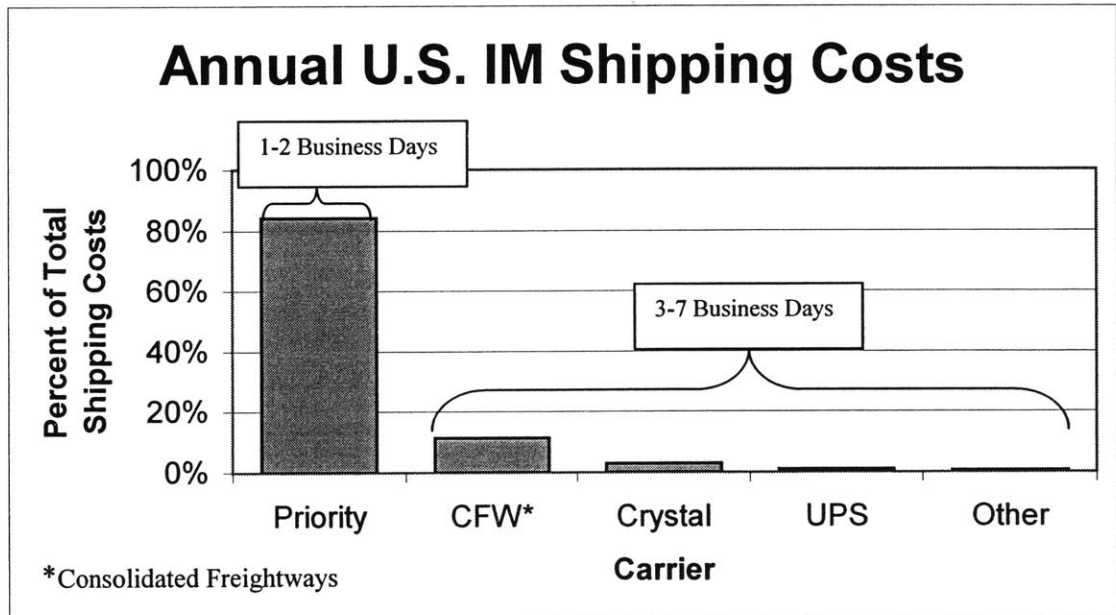 Annual U.S. IM Shipping Costs
1-2 Business Days
3-7 Business Days
Percent of Total
Shipping Costs
100%
80%
60%
40%
20%
0%
Priority
CFW*
Crystal
UPS
Other
Carrier
*Consolidated Freightways